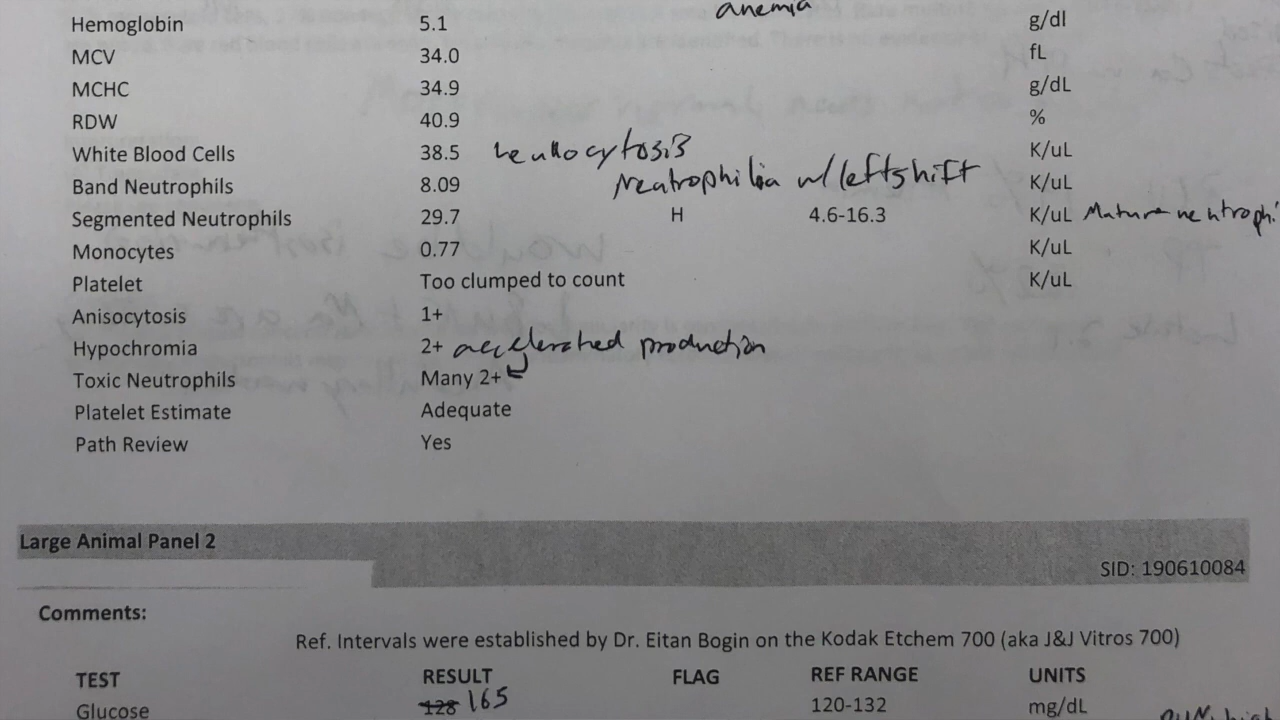 anemia
Hemoglobin 5.1 g/dl
MCV 34.0 fL
MCHC 34.9 g/dL
RDW 40.9 %
White Blood Cells 38.5 Leukocytosis K/uL
Band Neutrophils 8.09 Neutrophilia w/ left shift K/uL
Segmented Neutrophils 29.7 H 4.6-16.3 K/uL Mature neutrophi
Monocytes 0.77 K/uL
Platelet Too clumped to count K/uL
Anisocytosis 1+
Hypochromia 2+ accelerated production
Toxic Neutrophils Many 2+
Platelet Estimate Adequate
Path Review Yes
Large Animal Panel 2
SID: 190610084
Comments:
Ref. Intervals were established by Dr. Eitan Bogin on the Kodak Etchem 700 (aka J&J Vitros 700)
TEST RESULT FLAG REF RANGE UNITS
Glucose 128 165 120-132 mg/dL